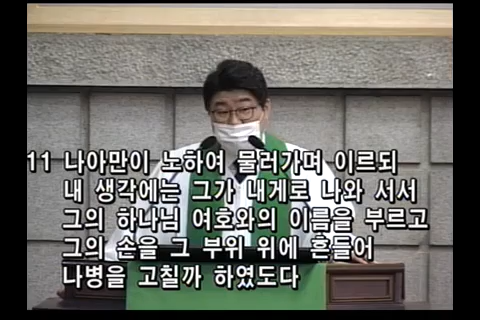 11 나아만이 노하여 물러가며 이르되
내 생각에는 그가 내게로 나와 서서
그의 하나님 여호와의 이름을 부르고
그의 손을 그 부위 위에 흔들어
나병을 고칠까 하였도다